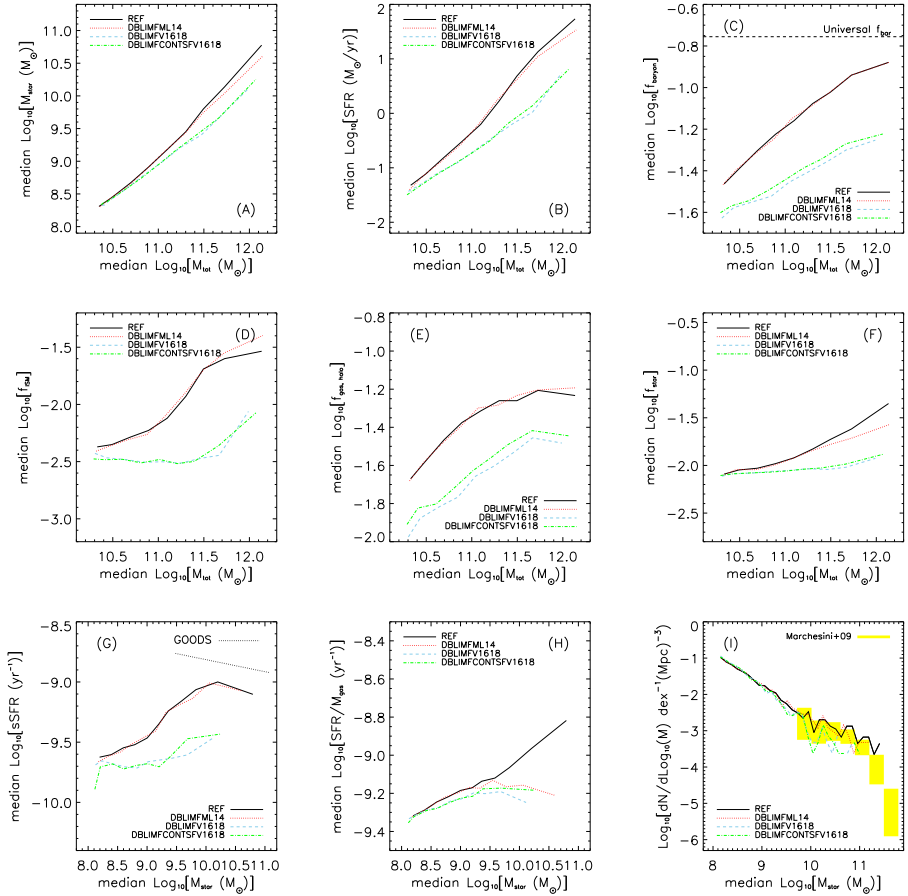 median Log10[Mstar (M⊙)]
11.0
10.5
10.0
9.5
9.0
8.5
8.0
REF
DBLIMFML14
DBLIMFV1618
DBLIMFCONTSFV1618
(A)
10.5 11.0 11.5 12.0
median Log10[Mtot (M⊙)]
median Log10[SFR (M⊙/yr)]
2
1
0
−1
−2
REF
DBLIMFML14
DBLIMFV1618
DBLIMFCONTSFV1618
(B)
10.5 11.0 11.5 12.0
median Log10[Mtot (M⊙)]
median Log10[fbaryon]
−0.6
−0.8
−1.0
−1.2
−1.4
−1.6
(C)
Universal fbar
REF
DBLIMFML14
DBLIMFV1618
DBLIMFCONTSFV1618
10.5 11.0 11.5 12.0
median Log10[Mtot (M⊙)]
median Log10[fISM]
−1.5
−2.0
−2.5
−3.0
REF
DBLIMFML14
DBLIMFV1618
DBLIMFCONTSFV1618
(D)
10.5 11.0 11.5 12.0
median Log10[Mtot (M⊙)]
median Log10[fgas, halo]
−0.8
−1.0
−1.2
−1.4
−1.6
−1.8
−2.0
(E)
REF
DBLIMFML14
DBLIMFV1618
DBLIMFCONTSFV1618
10.5 11.0 11.5 12.0
median Log10[Mtot (M⊙)]
median Log10[fstar]
−0.5
−1.0
−1.5
−2.0
−2.5
REF
DBLIMFML14
DBLIMFV1618
DBLIMFCONTSFV1618
(F)
10.5 11.0 11.5 12.0
median Log10[Mtot (M⊙)]
median Log10[sSFR (yr−1)]
−8.5
−9.0
−9.5
−10.0
(G)
GOODS
REF
DBLIMFML14
DBLIMFV1618
DBLIMFCONTSFV1618
8.0 8.5 9.0 9.5 10.0 10.5 11.0
median Log10[Mstar (M⊙)]
median Log10[SFR/Mgas (yr−1)]
−8.4
−8.6
−8.8
−9.0
−9.2
−9.4
REF
DBLIMFML14
DBLIMFV1618
DBLIMFCONTSFV1618
(H)
8.0 8.5 9.0 9.5 10.0 10.5 11.0
median Log10[Mstar (M⊙)]
Log10[dN/dLog10(M) dex−1(Mpc)−3)
0
−1
−2
−3
−4
−5
−6
(I)
Marchesini+09
REF
DBLIMFML14
DBLIMFV1618
DBLIMFCONTSFV1618
8 9 10 11
median Log10[Mstar (M⊙)]